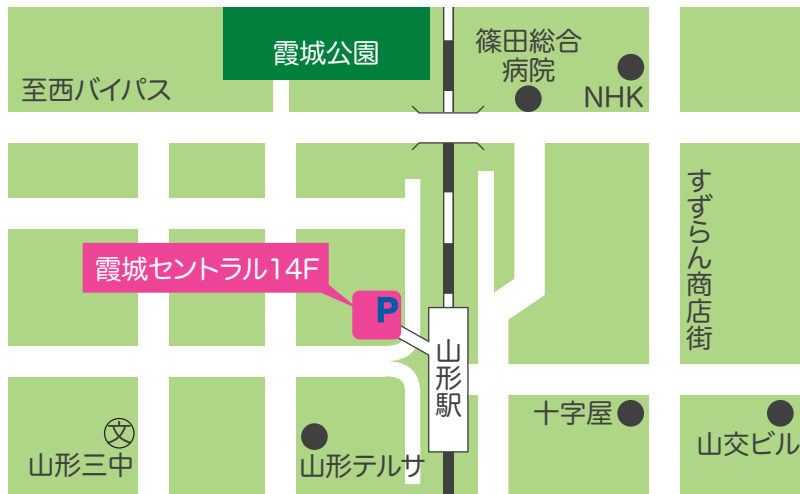 霞城公園
篠田総合
病院
NHK
至西バイパス
すずらん商店街
霞城セントラル14F
P
山形駅
十字屋
山交ビル
文
山形三中
山形テルサ